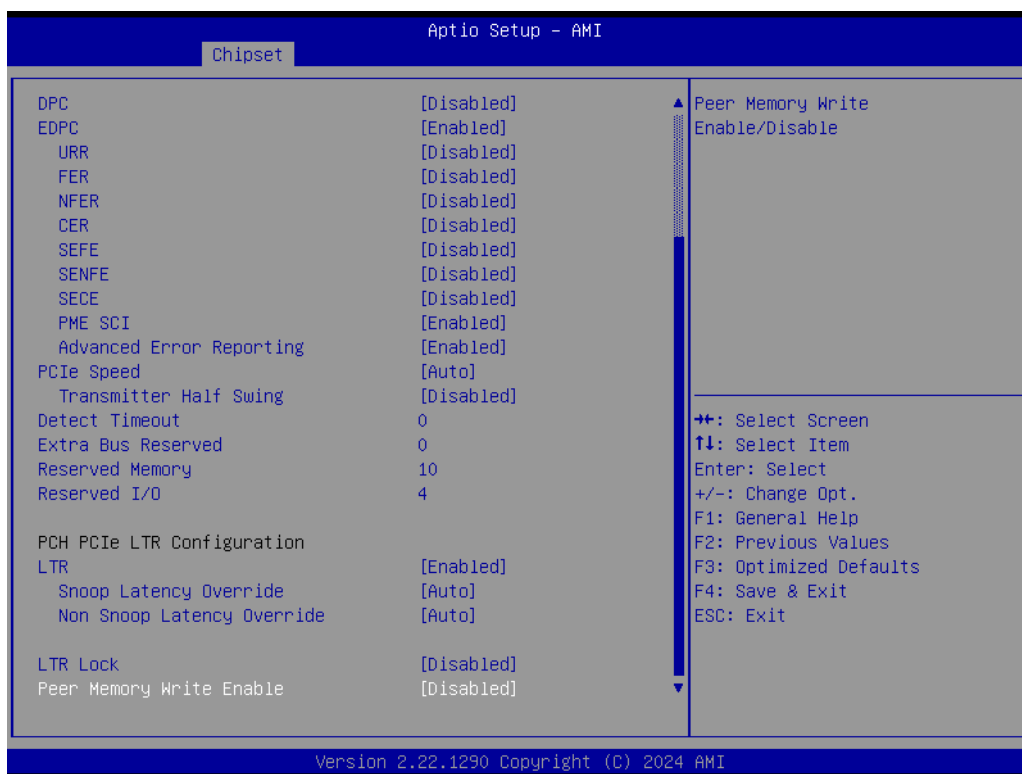 Aptio Setup – AMI
Chipset
DPC [Disabled]
EDPC [Enabled]
URR [Disabled]
FER [Disabled]
NFER [Disabled]
CER [Disabled]
SEFE [Disabled]
SENFE [Disabled]
SECE [Disabled]
PME SCI [Enabled]
Advanced Error Reporting [Enabled]
PCIe Speed [Auto]
Transmitter Half Swing [Disabled]
Detect Timeout 0
Extra Bus Reserved 0
Reserved Memory 10
Reserved I/O 4
PCH PCIe LTR Configuration
LTR [Enabled]
Snoop Latency Override [Auto]
Non Snoop Latency Override [Auto]
LTR Lock [Disabled]
Peer Memory Write Enable [Disabled]
Peer Memory Write
Enable/Disable
→←: Select Screen
↑↓: Select Item
Enter: Select
+/-: Change Opt.
F1: General Help
F2: Previous Values
F3: Optimized Defaults
F4: Save & Exit
ESC: Exit
Version 2.22.1290 Copyright (C) 2024 AMI